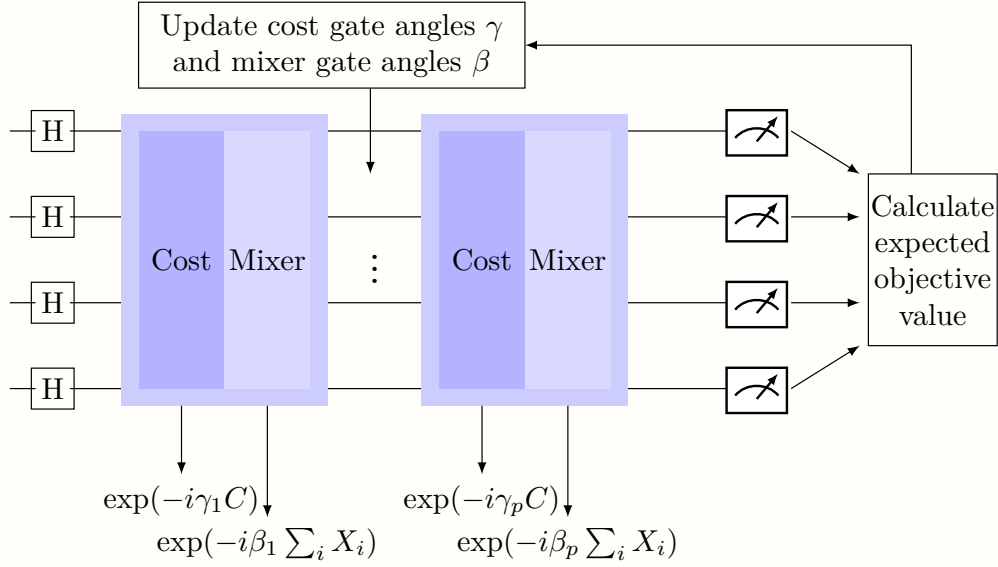 Update cost gate angles γ
and mixer gate angles β
H
H
H
H
Cost Mixer
⋮
Cost Mixer
Calculate
expected
objective
value
exp(−iγ₁C)
exp(−iβ₁ ∑ᵢ Xᵢ)
exp(−iγₚC)
exp(−iβₚ ∑ᵢ Xᵢ)